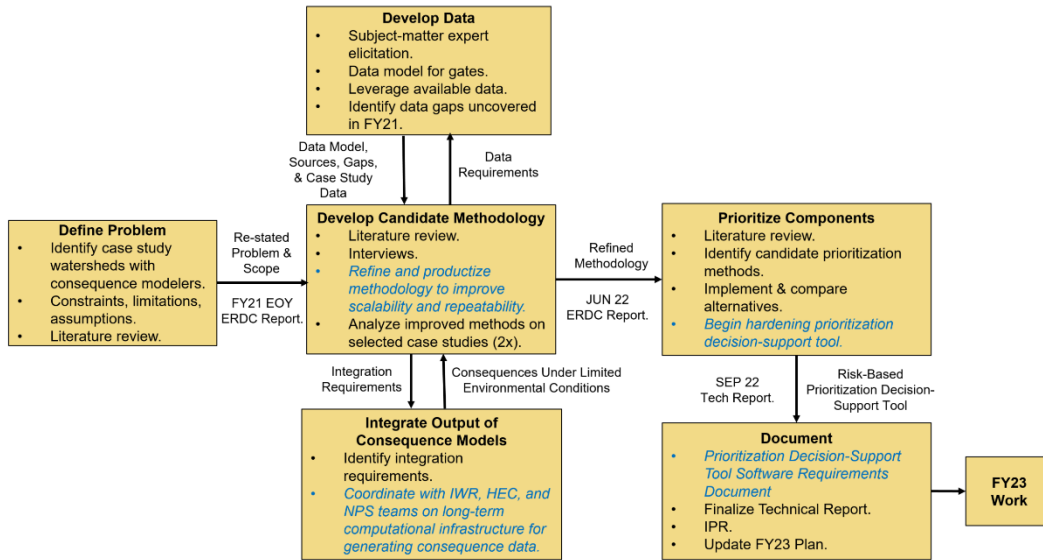 Develop Data
• Subject-matter expert
elicitation.
• Data model for gates.
• Leverage available data.
• Identify data gaps uncovered
in FY21.
Data Model,
Sources, Gaps,
& Case Study
Data
Data
Requirements
Define Problem
• Identify case study
watersheds with
consequence modelers.
• Constraints, limitations,
assumptions.
• Literature review.
Re-stated
Problem &
Scope
FY21 EOY
ERDC Report.
Develop Candidate Methodology
• Literature review.
• Interviews.
• Refine and productize
methodology to improve
scalability and repeatability.
• Analyze improved methods on
selected case studies (2x).
Refined
Methodology
JUN 22
ERDC Report.
Prioritize Components
• Literature review.
• Identify candidate prioritization
methods.
• Implement & compare
alternatives.
• Begin hardening prioritization
decision-support tool.
Integration
Requirements
Consequences Under Limited
Environmental Conditions
SEP 22
Tech Report.
Risk-Based
Prioritization Decision-
Support Tool
Integrate Output of
Consequence Models
• Identify integration
requirements.
• Coordinate with IWR, HEC, and
NPS teams on long-term
computational infrastructure for
generating consequence data.
Document
• Prioritization Decision-Support
Tool Software Requirements
Document
• Finalize Technical Report.
• IPR.
• Update FY23 Plan.
FY23
Work